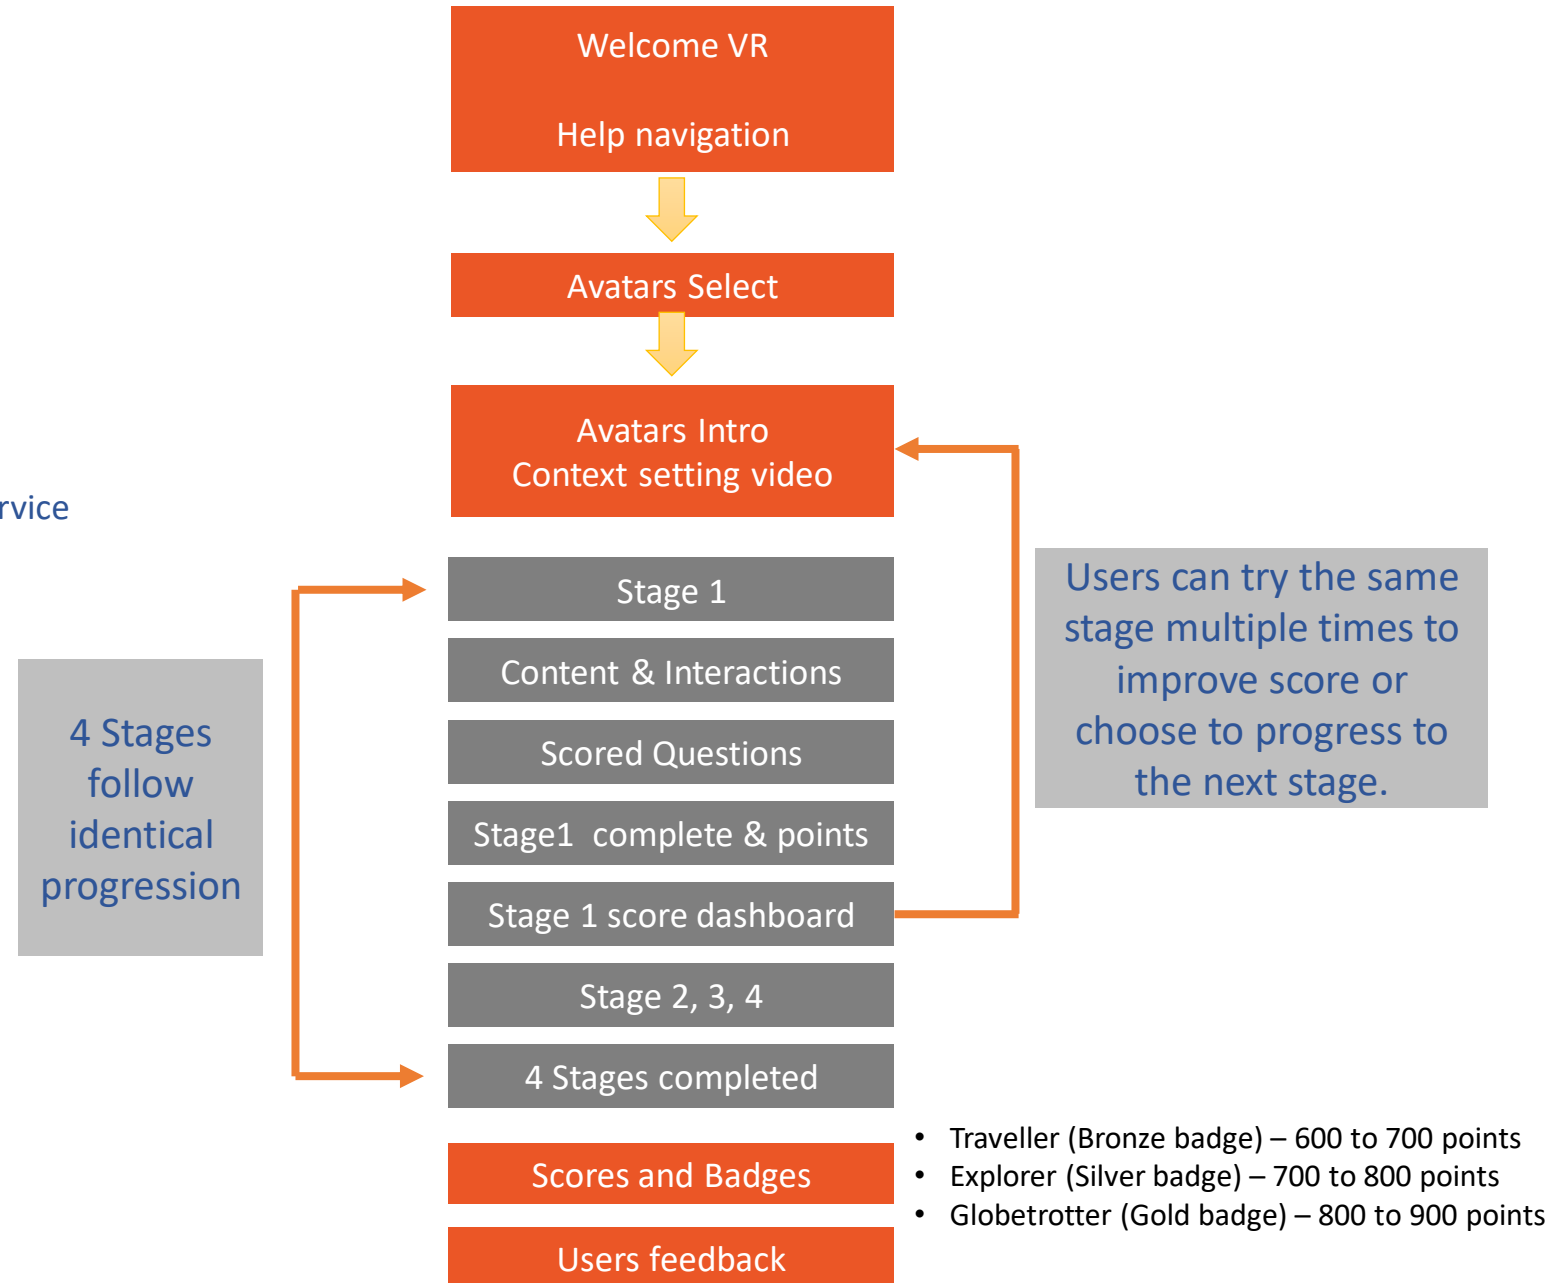 Welcome VR
Help navigation
Avatars Select
Avatars Intro
Context setting video
rvice
Stage 1
Content & Interactions
Scored Questions
Stage1  complete & points
Stage 1 score dashboard
Stage 2, 3, 4
4 Stages completed
4 Stages
follow
identical
progression
Users can try the same
stage multiple times to
improve score or
choose to progress to
the next stage.
Scores and Badges
• Traveller (Bronze badge) – 600 to 700 points
• Explorer (Silver badge) – 700 to 800 points
• Globetrotter (Gold badge) – 800 to 900 points
Users feedback